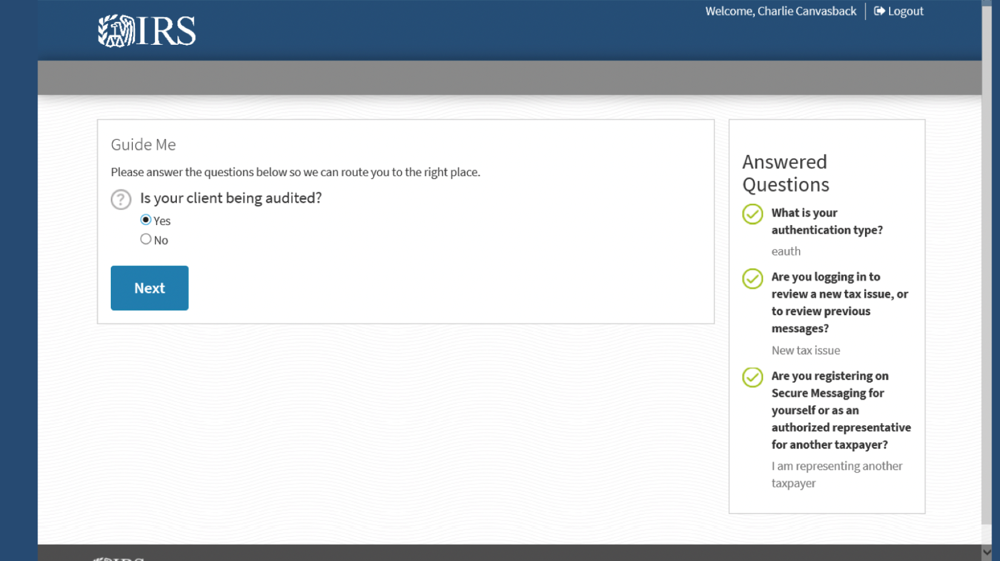 IRS
Welcome, Charlie Canvasback
Logout
Guide Me
Please answer the questions below so we can route you to the right place.
? Is your client being audited?
Yes
No
Next
Answered
Questions
What is your
authentication type?
eauth
Are you logging in to
review a new tax issue, or
to review previous
messages?
New tax issue
Are you registering on
Secure Messaging for
yourself or as an
authorized representative
for another taxpayer?
I am representing another
taxpayer
IRS